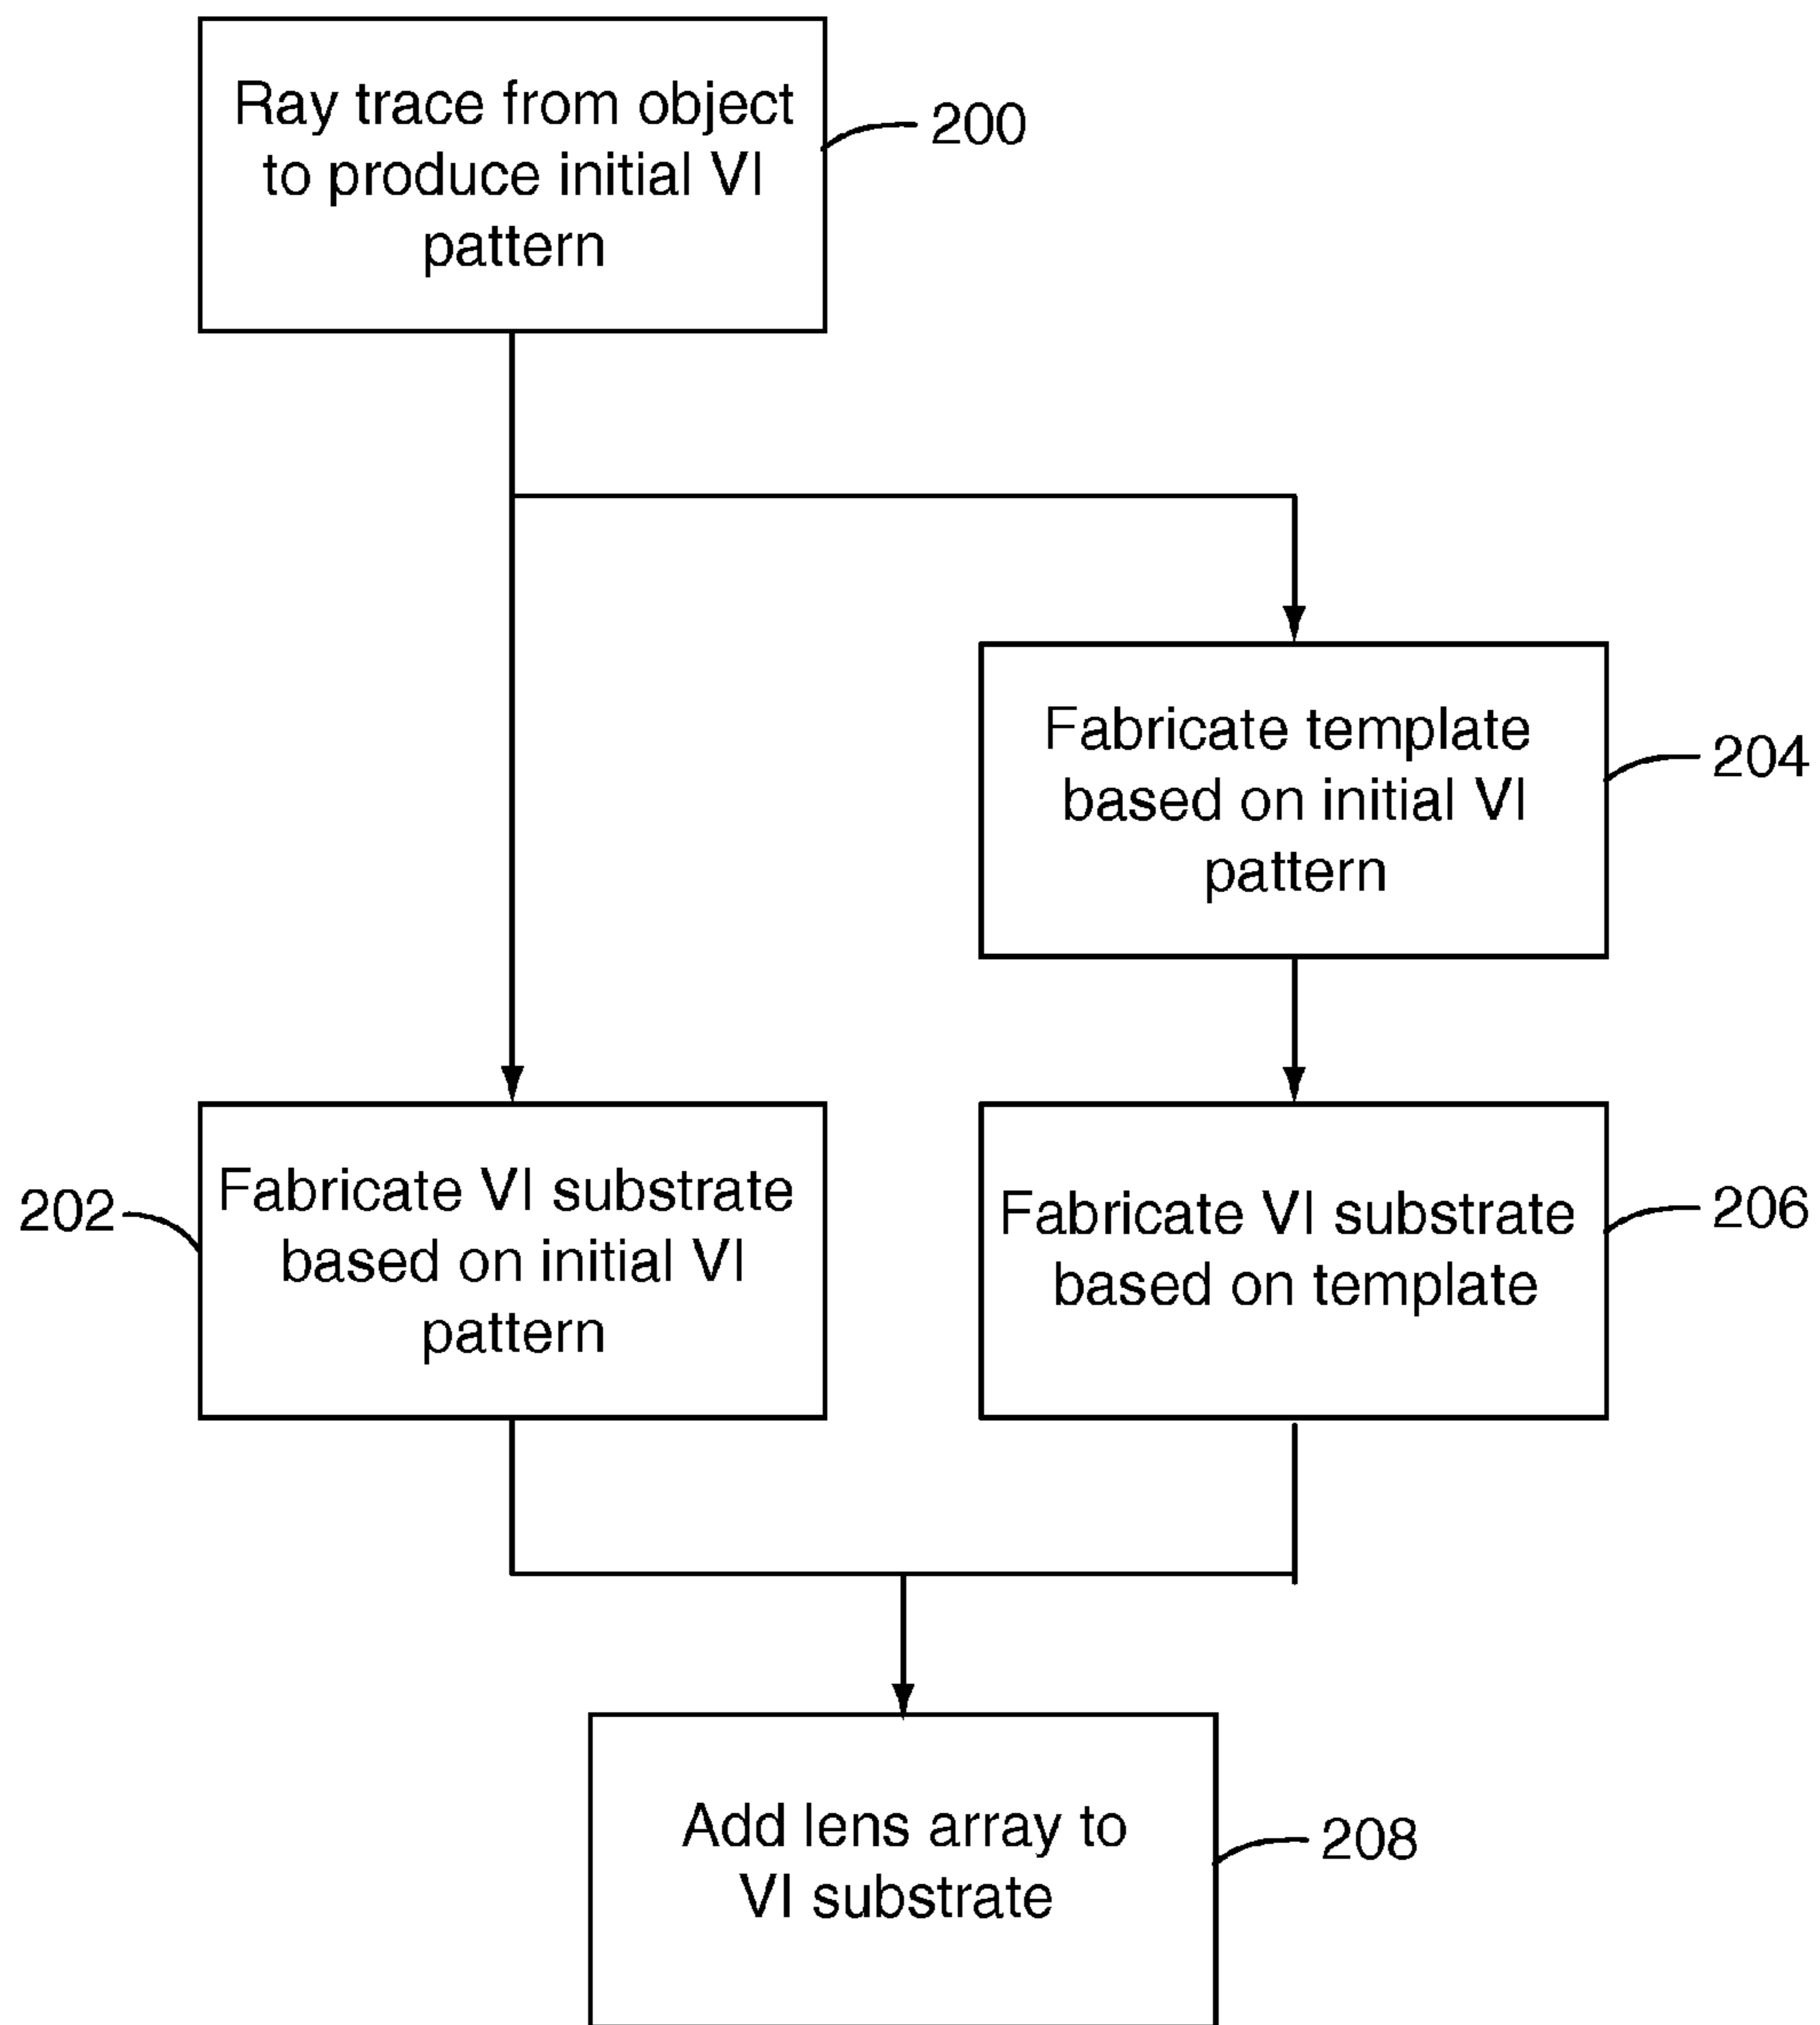 Ray trace from object
to produce initial VI
pattern
200
Fabricate template
based on initial VI
pattern
204
202
Fabricate VI substrate
based on initial VI
pattern
Fabricate VI substrate
based on template
206
Add lens array to
VI substrate
208